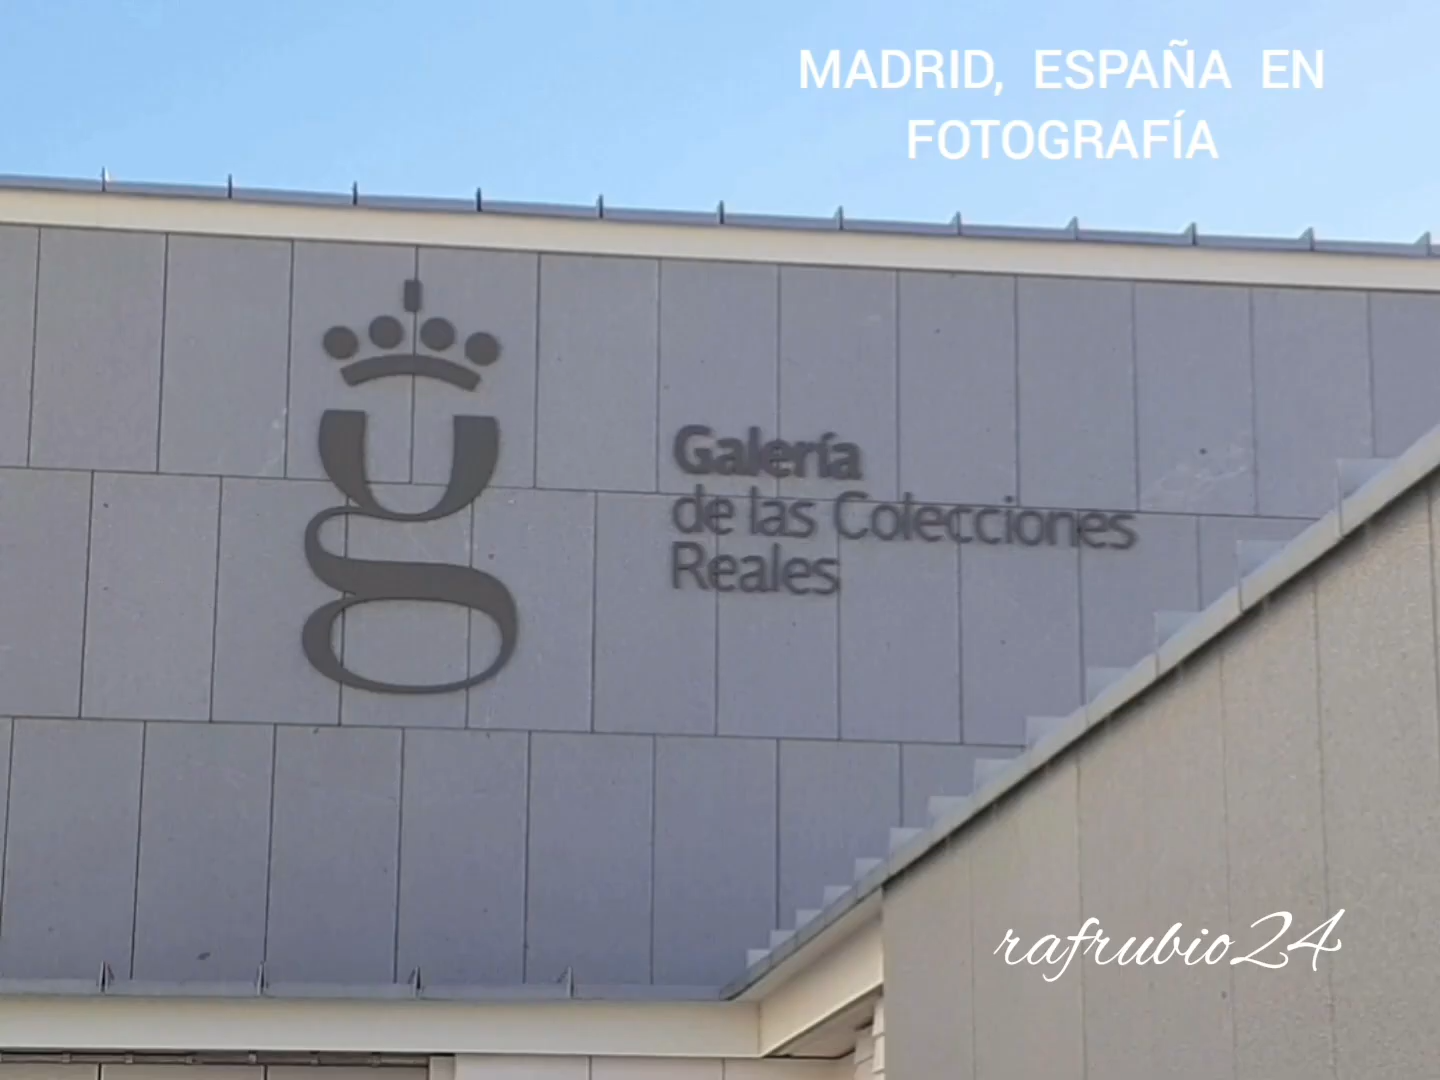 MADRID, ESPAÑA EN
FOTOGRAFÍA
g
Galería
de las Colecciones
Reales
rafrubio24